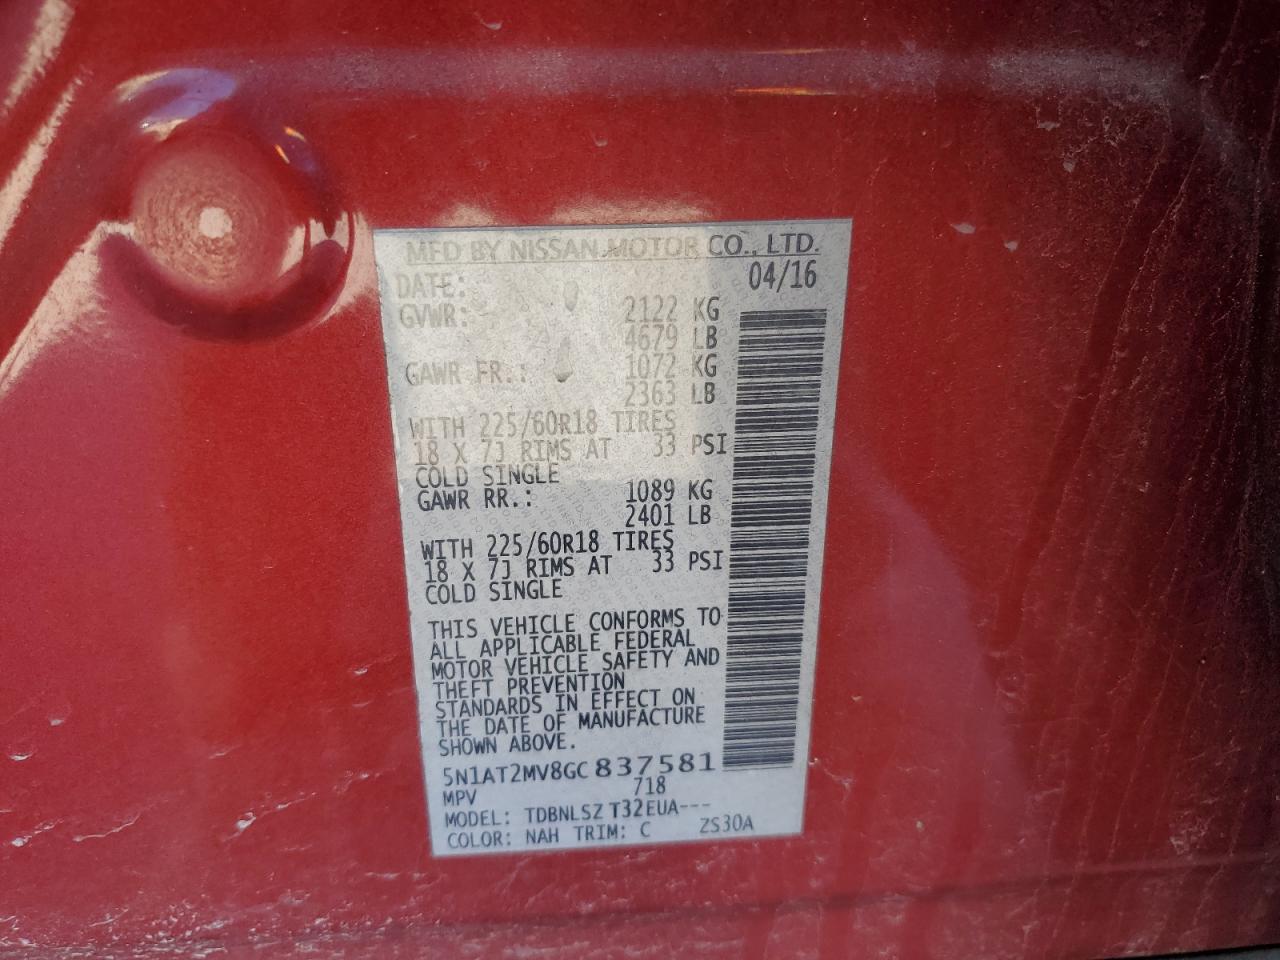 MFD BY NISSAN MOTOR CO., LTD.
DATE: 04/16
GVWR: 2122 KG
4679 LB
GAWR FR.: 1072 KG
2363 LB
WITH 225/60R18 TIRES
18 X 7J RIMS AT 33 PSI
COLD SINGLE
GAWR RR.: 1089 KG
2401 LB
WITH 225/60R18 TIRES
18 X 7J RIMS AT 33 PSI
COLD SINGLE
THIS VEHICLE CONFORMS TO
ALL APPLICABLE FEDERAL
MOTOR VEHICLE SAFETY AND
THEFT PREVENTION
STANDARDS IN EFFECT ON
THE DATE OF MANUFACTURE
SHOWN ABOVE.
5N1AT2MV8GC837581
MPV 718
MODEL: TDBNLSZ T32EUA---
COLOR: NAH TRIM: C ZS30A